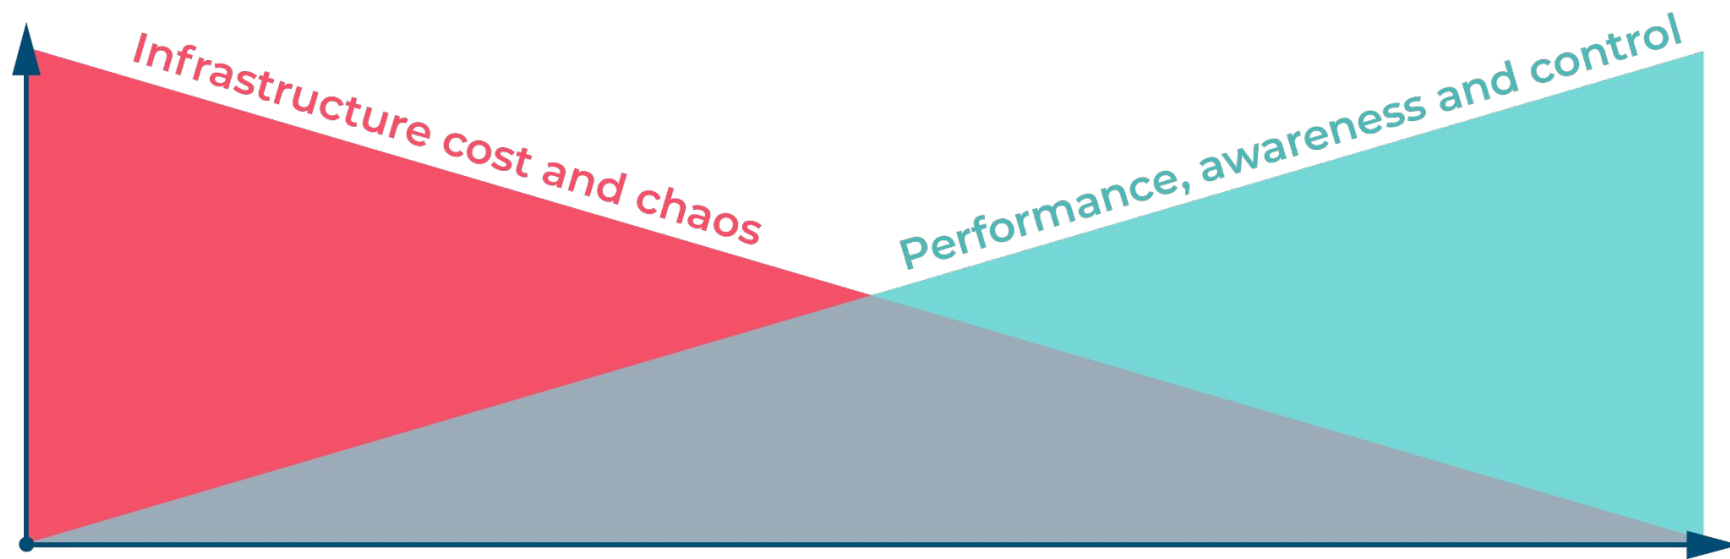 Infrastructure cost and chaos
Performance, awareness and control